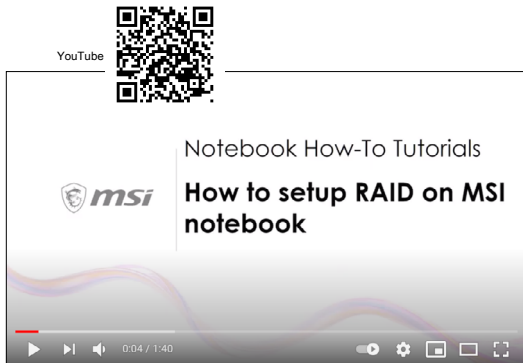 YouTube
Notebook How-To Tutorials
msi
How to setup RAID on MSI
notebook
0:04 / 1:40